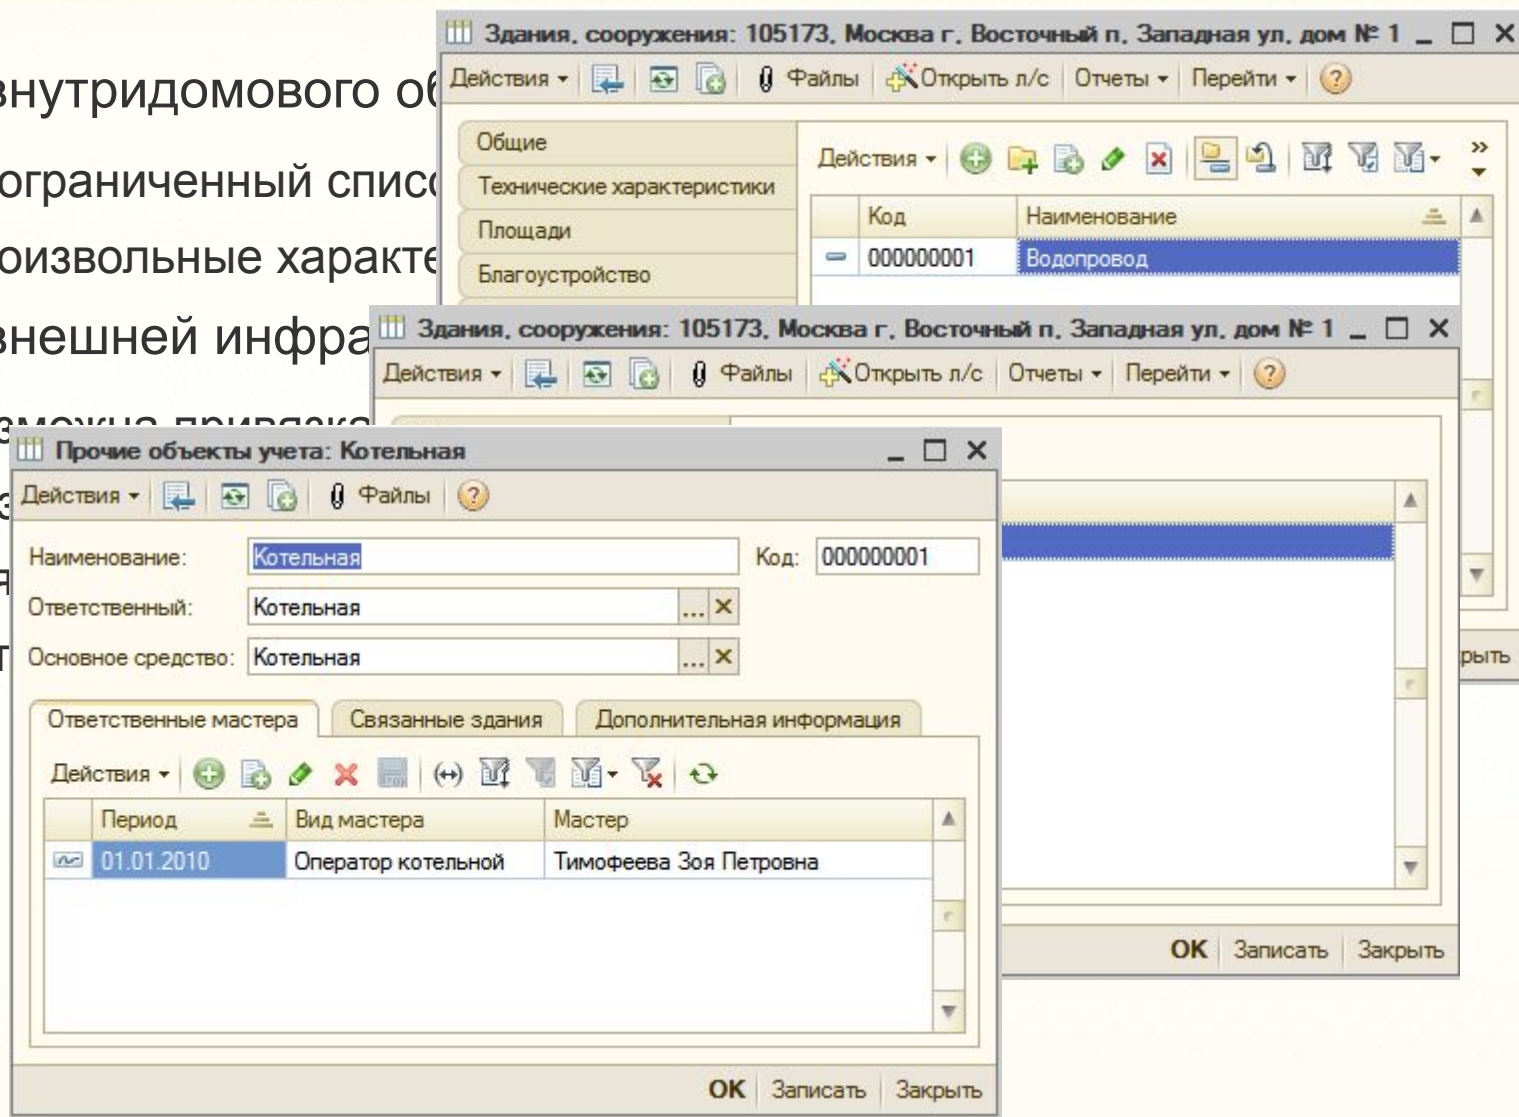 внутридомового об
ограниченный списо
оизвольные характе
внешней инфра
зможна привязка
Здания, сооружения: 105173, Москва г, Восточный п, Западная ул, дом № 1
Действия Файлы Открыть л/с Отчеты Перейти
Общие
Технические характеристики
Площади
Благоустройство
Действия
Код Наименование
000000001 Водопровод
рыть
Здания, сооружения: 105173, Москва г, Восточный п, Западная ул, дом № 1
Действия Файлы Открыть л/с Отчеты Перейти
OK Записать Закрыть
Прочие объекты учета: Котельная
Действия Файлы
Наименование: Котельная Код: 000000001
Ответственный: Котельная
Основное средство: Котельная
Ответственные мастера Связанные здания Дополнительная информация
Действия
Период Вид мастера Мастер
01.01.2010 Оператор котельной Тимофеева Зоя Петровна
OK Записать Закрыть